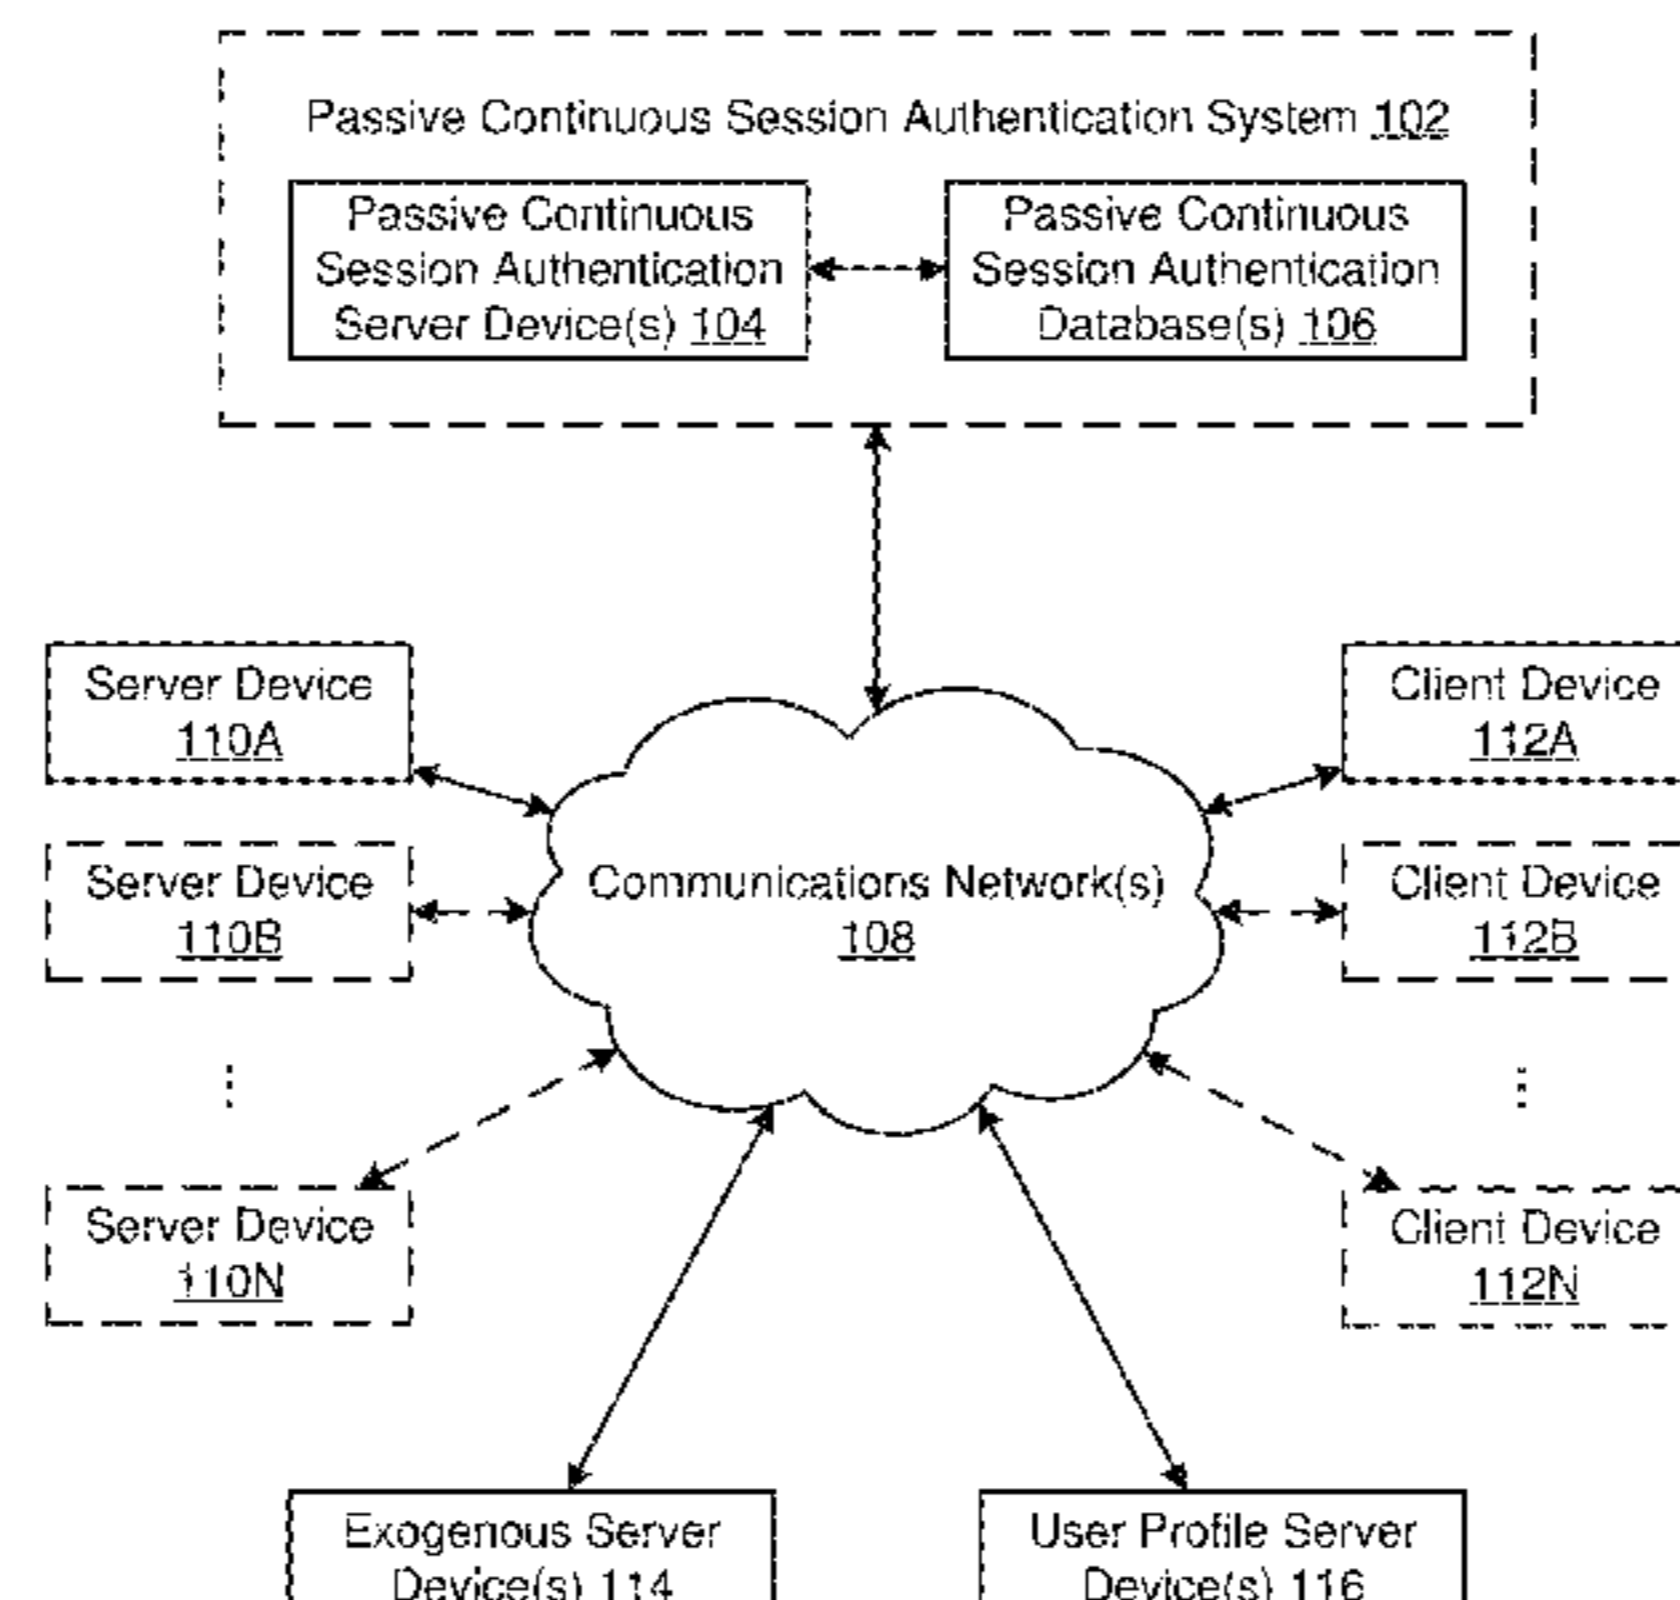 Passive Continuous Session Authentication System 102
Passive Continuous
Session Authentication
Server Device(s) 104
Passive Continuous
Session Authentication
Database(s) 106
Server Device
110A
Client Device
112A
Server Device
110B
Communications Network(s)
108
Client Device
112B
⋮
⋮
Server Device
110N
Client Device
112N
Exogenous Server
Device(s) 114
User Profile Server
Device(s) 116